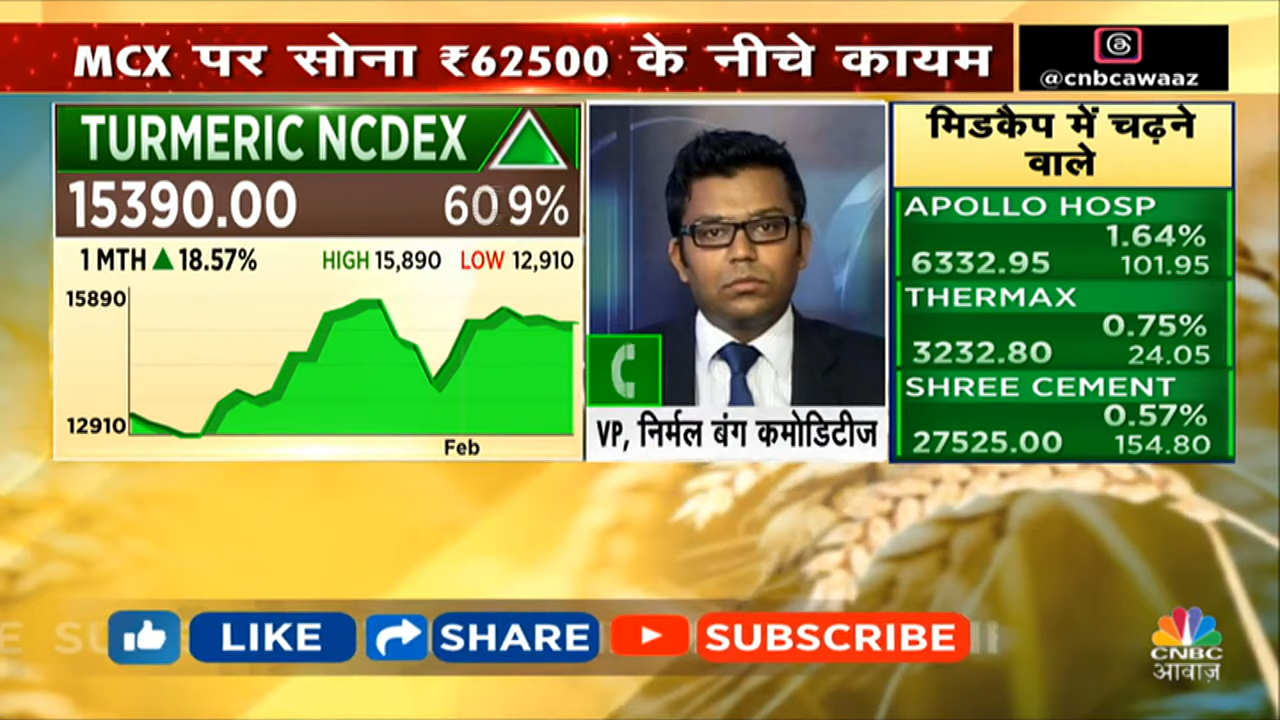 MCX पर सोना ₹62500 के नीचे कायम
@cnbcawaaz
TURMERIC NCDEX
15390.00
1 MTH ▲ 18.57% HIGH 15,890 LOW 12,910
15890
12910
Feb
VP, निर्मल बंग कमोडिटीज
मिडकैप में चढ़ने
वाले
APOLLO HOSP
1.64%
6332.95 101.95
THERMAX
0.75%
3232.80 24.05
SHREE CEMENT
0.57%
27525.00 154.80
LIKE SHARE SUBSCRIBE
CNBC
आवाज़